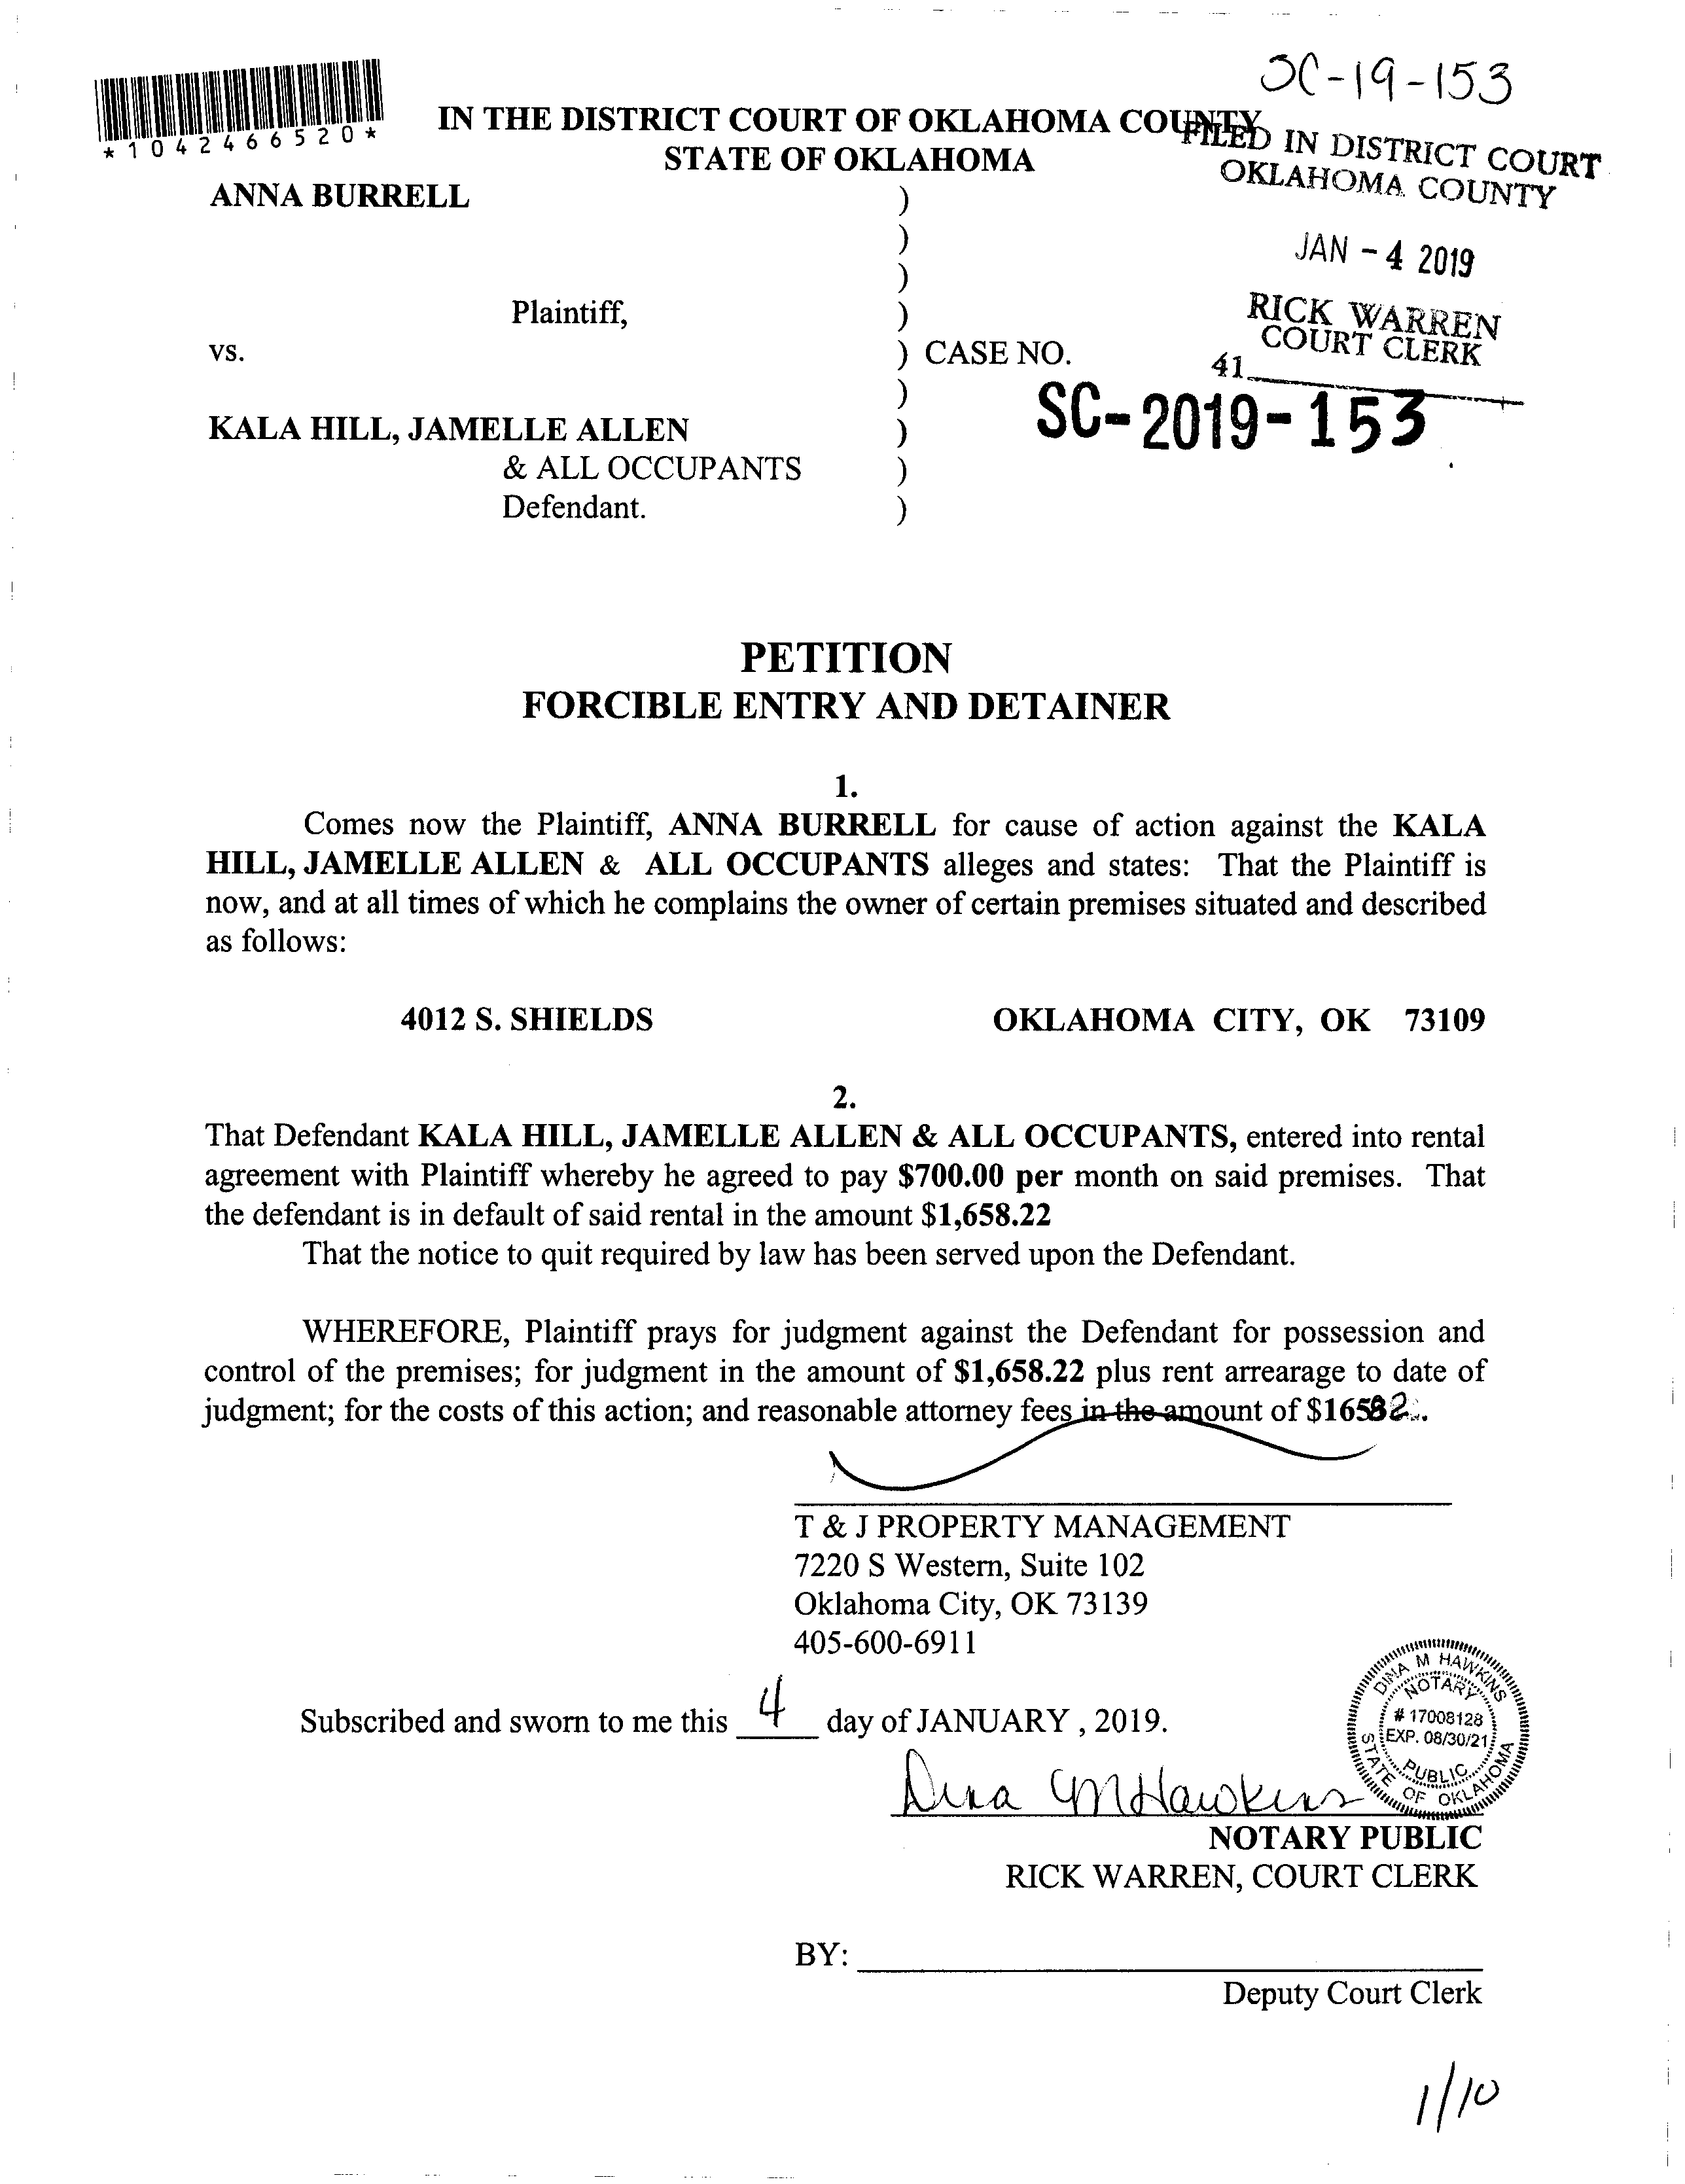 SC-19-153
*1042466520*
IN THE DISTRICT COURT OF OKLAHOMA COUNTY
STATE OF OKLAHOMA
FILED IN DISTRICT COURT
OKLAHOMA COUNTY
JAN - 4 2019
RICK WARREN
COURT CLERK
41
ANNA BURRELL )
)
)
Plaintiff, )
vs. ) CASE NO.
) SC-2019-153
KALA HILL, JAMELLE ALLEN )
& ALL OCCUPANTS )
Defendant. )
PETITION
FORCIBLE ENTRY AND DETAINER
1.
Comes now the Plaintiff, ANNA BURRELL for cause of action against the KALA
HILL, JAMELLE ALLEN & ALL OCCUPANTS alleges and states: That the Plaintiff is
now, and at all times of which he complains the owner of certain premises situated and described
as follows:
4012 S. SHIELDS OKLAHOMA CITY, OK 73109
2.
That Defendant KALA HILL, JAMELLE ALLEN & ALL OCCUPANTS, entered into rental
agreement with Plaintiff whereby he agreed to pay $700.00 per month on said premises. That
the defendant is in default of said rental in the amount $1,658.22
That the notice to quit required by law has been served upon the Defendant.
WHEREFORE, Plaintiff prays for judgment against the Defendant for possession and
control of the premises; for judgment in the amount of $1,658.22 plus rent arrearage to date of
judgment; for the costs of this action; and reasonable attorney fees in the amount of
T & J PROPERTY MANAGEMENT
7220 S Western, Suite 102
Oklahoma City, OK 73139
405-600-6911
Subscribed and sworn to me this 4 day of JANUARY , 2019.
DINA M HAWKINS
NOTARY
# 17008128
EXP. 08/30/21
PUBLIC
STATE OF OKLAHOMA
Dina M Hawkins
NOTARY PUBLIC
RICK WARREN, COURT CLERK
BY:
Deputy Court Clerk
1/10